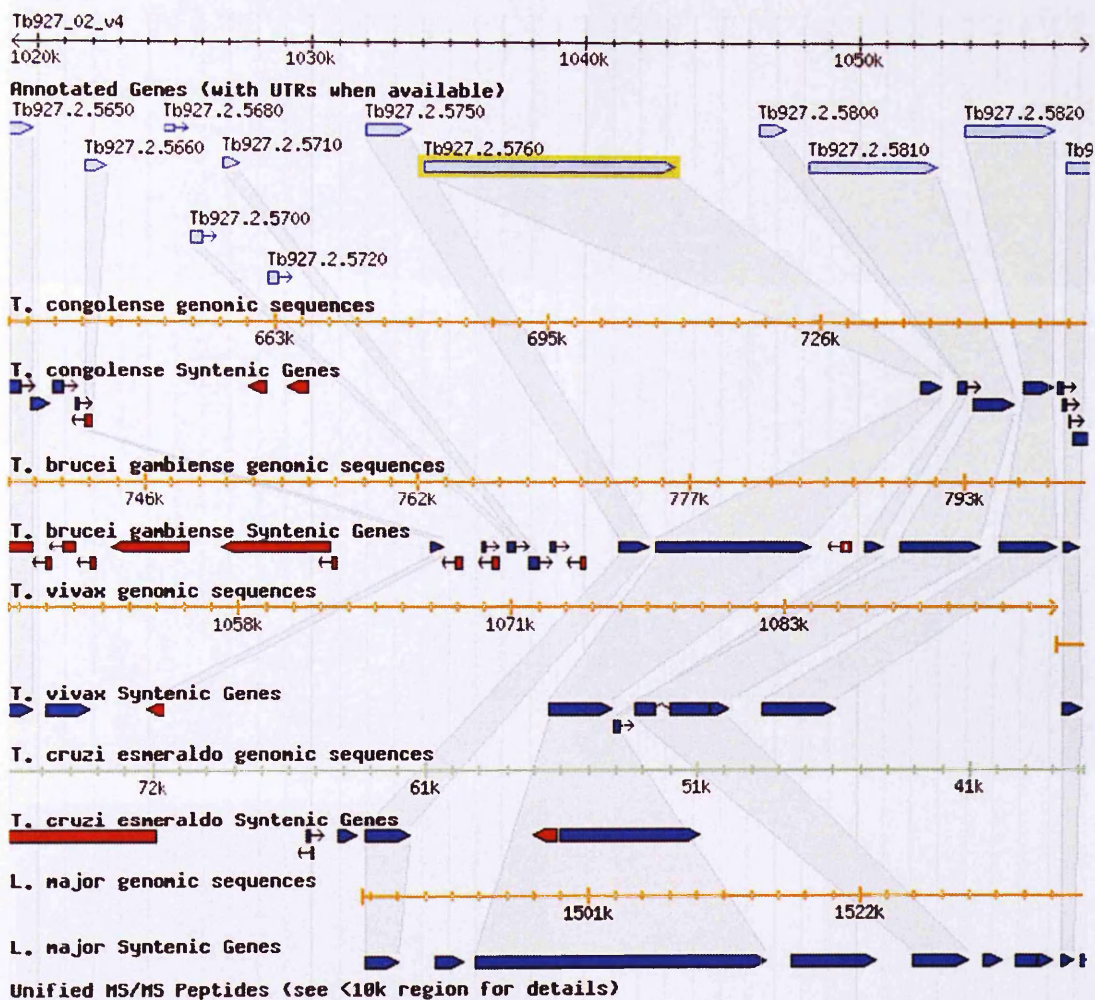 Tb927_02_v4
1020k 1030k 1040k 1050k
Annotated Genes (with UTRs when available)
Tb927.2.5650 Tb927.2.5680 Tb927.2.5750 Tb927.2.5800 Tb927.2.5820
Tb927.2.5660 Tb927.2.5710 Tb927.2.5760 Tb927.2.5810 Tb9
Tb927.2.5700
Tb927.2.5720
T. congolense genomic sequences
663k 695k 726k
T. congolense Syntenic Genes
T. brucei gambiense genomic sequences
746k 762k 777k 793k
T. brucei gambiense Syntenic Genes
T. vivax genomic sequences
1058k 1071k 1083k
T. vivax Syntenic Genes
T. cruzi esmeraldo genomic sequences
72k 61k 51k 41k
T. cruzi esmeraldo Syntenic Genes
L. major genomic sequences
1501k 1522k
L. major Syntenic Genes
Unified MS/MS Peptides (see <10k region for details)